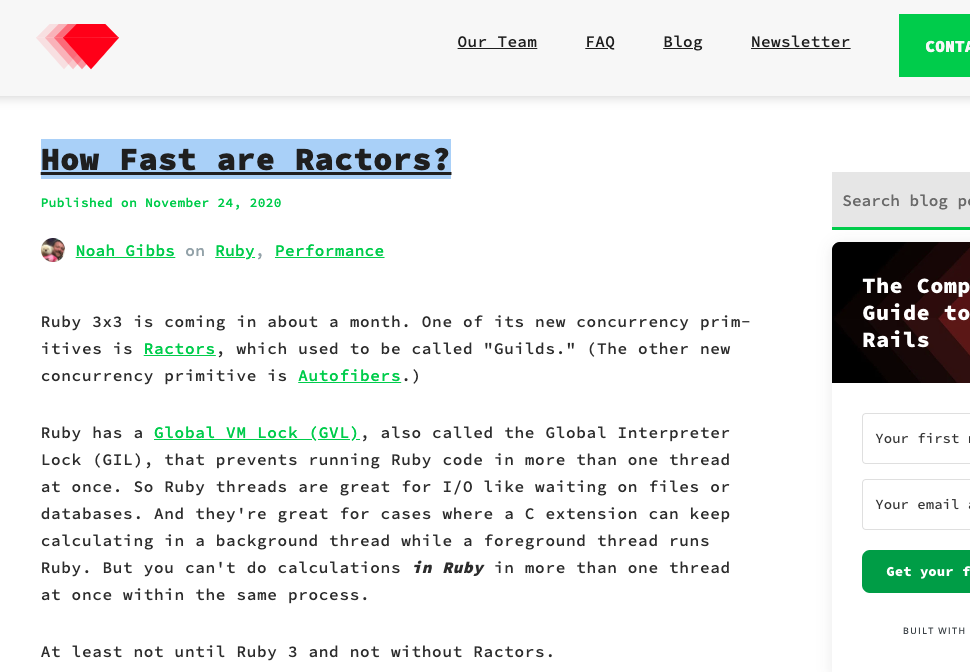 Our Team FAQ Blog Newsletter
How Fast are Ractors?
Published on November 24, 2020
Noah Gibbs on Ruby, Performance
Ruby 3x3 is coming in about a month. One of its new concurrency prim-
itives is Ractors, which used to be called "Guilds." (The other new
concurrency primitive is Autofibers.)
Ruby has a Global VM Lock (GVL), also called the Global Interpreter
Lock (GIL), that prevents running Ruby code in more than one thread
at once. So Ruby threads are great for I/O like waiting on files or
databases. And they're great for cases where a C extension can keep
calculating in a background thread while a foreground thread runs
Ruby. But you can't do calculations in Ruby in more than one thread
at once within the same process.
At least not until Ruby 3 and not without Ractors.
Search blog
The
Guide to
Rails
Your first
Your email
Get your
BUILT WITH